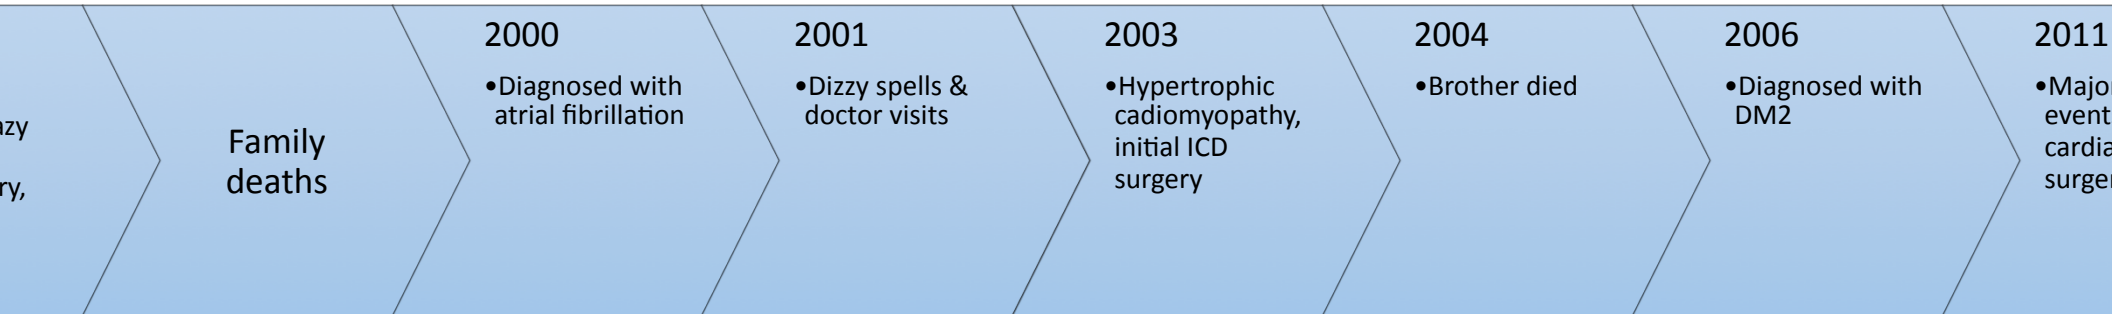 Family
deaths
2000
•Diagnosed with
atrial fibrillation
2001
•Dizzy spells &
doctor visits
2003
•Hypertrophic
cadiomyopathy,
initial ICD
surgery
2004
•Brother died
2006
•Diagnosed with
DM2
2011